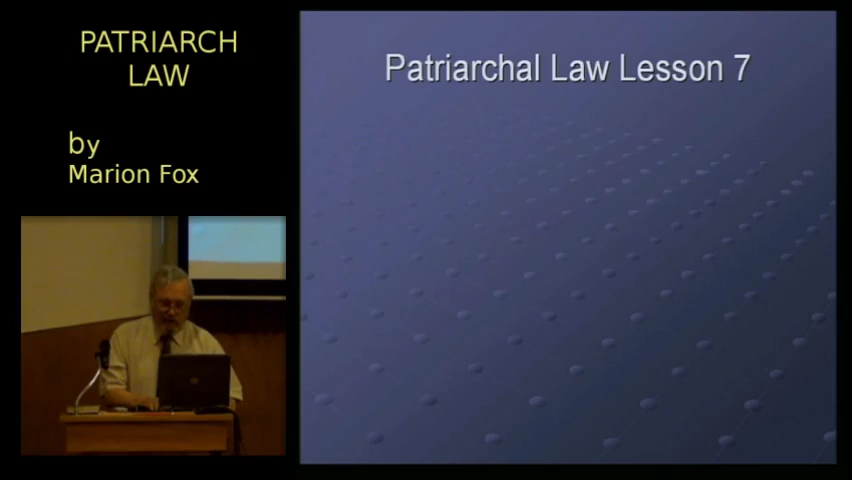 PATRIARCH
LAW
by
Marion Fox
Patriarchal Law Lesson 7